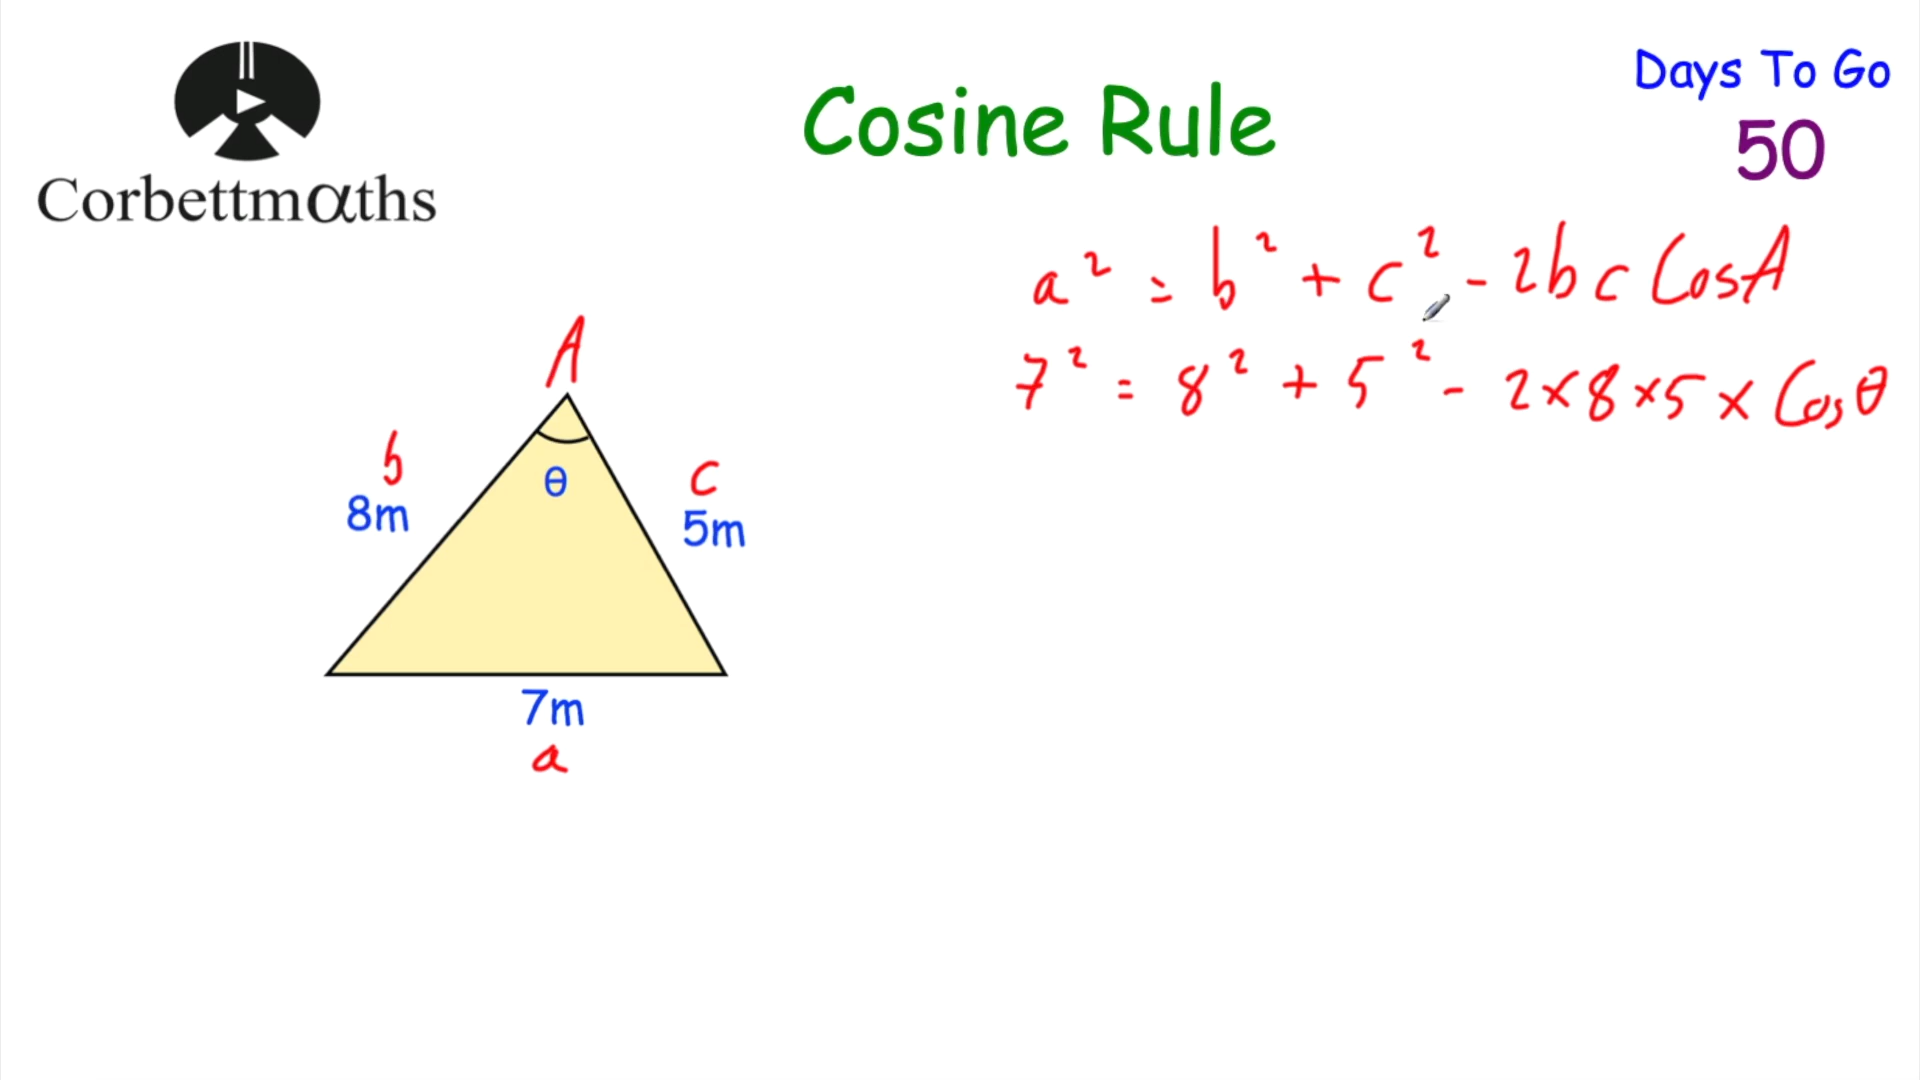 Corbettmαths
Cosine Rule
Days To Go
50
a² = b² + c² - 2bc CosA
7² = 8² + 5² - 2×8×5× Cosθ
A
b
8m
θ
c
5m
7m
a